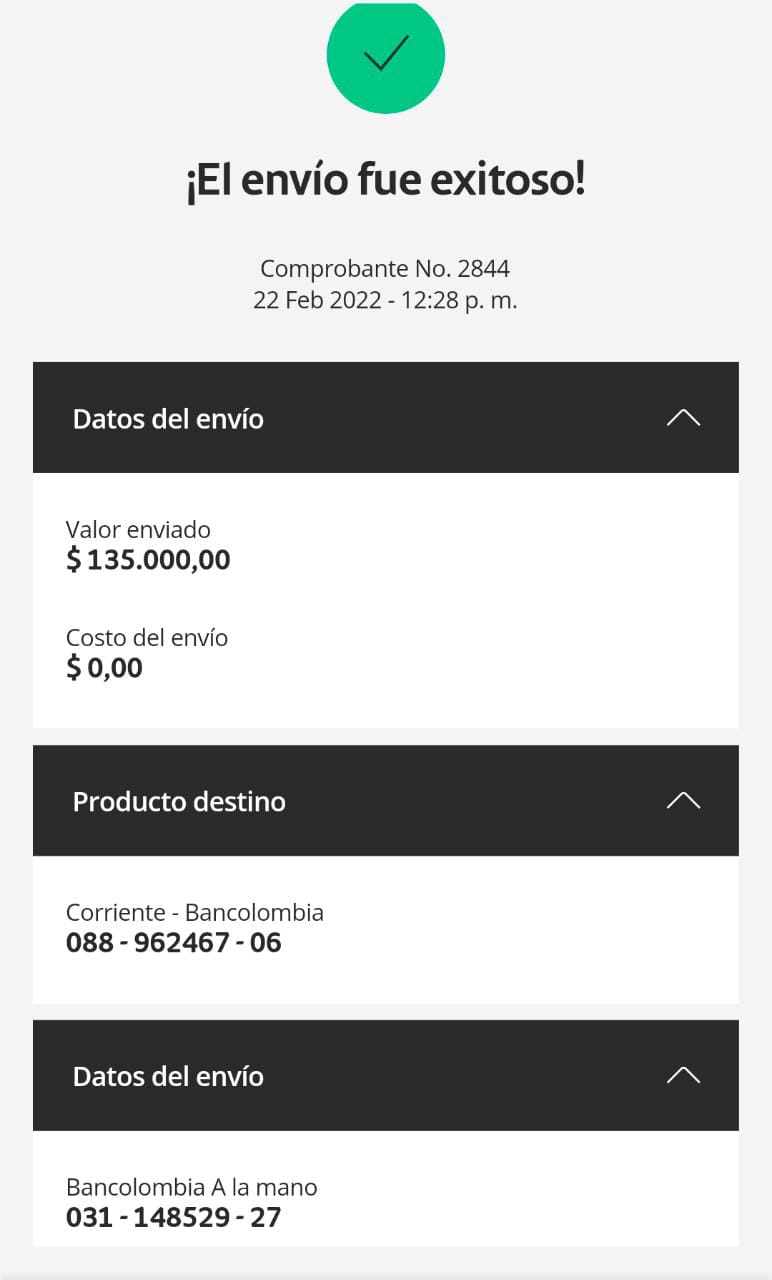 ¡El envío fue exitoso!
Comprobante No. 2844
22 Feb 2022 - 12:28 p. m.
Datos del envío
Valor enviado
$ 135.000,00
Costo del envío
$ 0,00
Producto destino
Corriente - Bancolombia
088 - 962467 - 06
Datos del envío
Bancolombia A la mano
031 - 148529 - 27